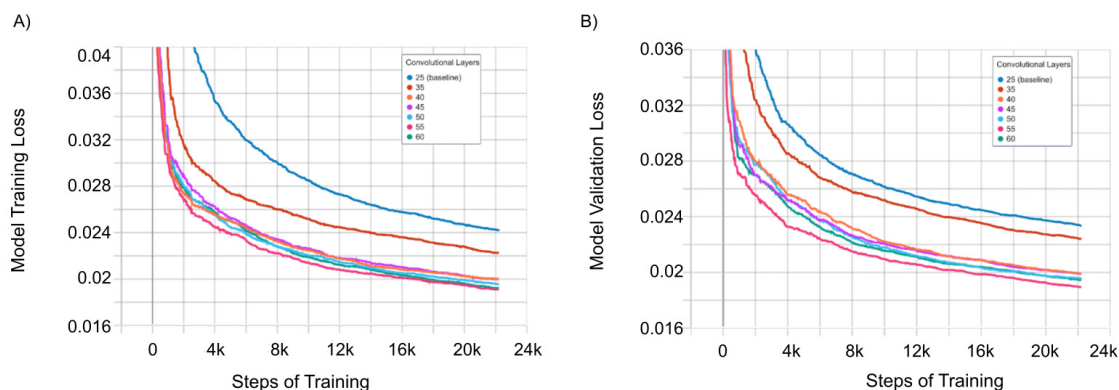 A)
Model Training Loss
0.04
0.036
0.032
0.028
0.024
0.02
0.016
0 4k 8k 12k 16k 20k 24k
Steps of Training
Convolutional Layers
25 (baseline)
35
40
45
50
55
60
B)
Model Validation Loss
0.036
0.032
0.028
0.024
0.02
0.016
0 4k 8k 12k 16k 20k 24k
Steps of Training
Convolutional Layers
25 (baseline)
35
40
45
50
55
60